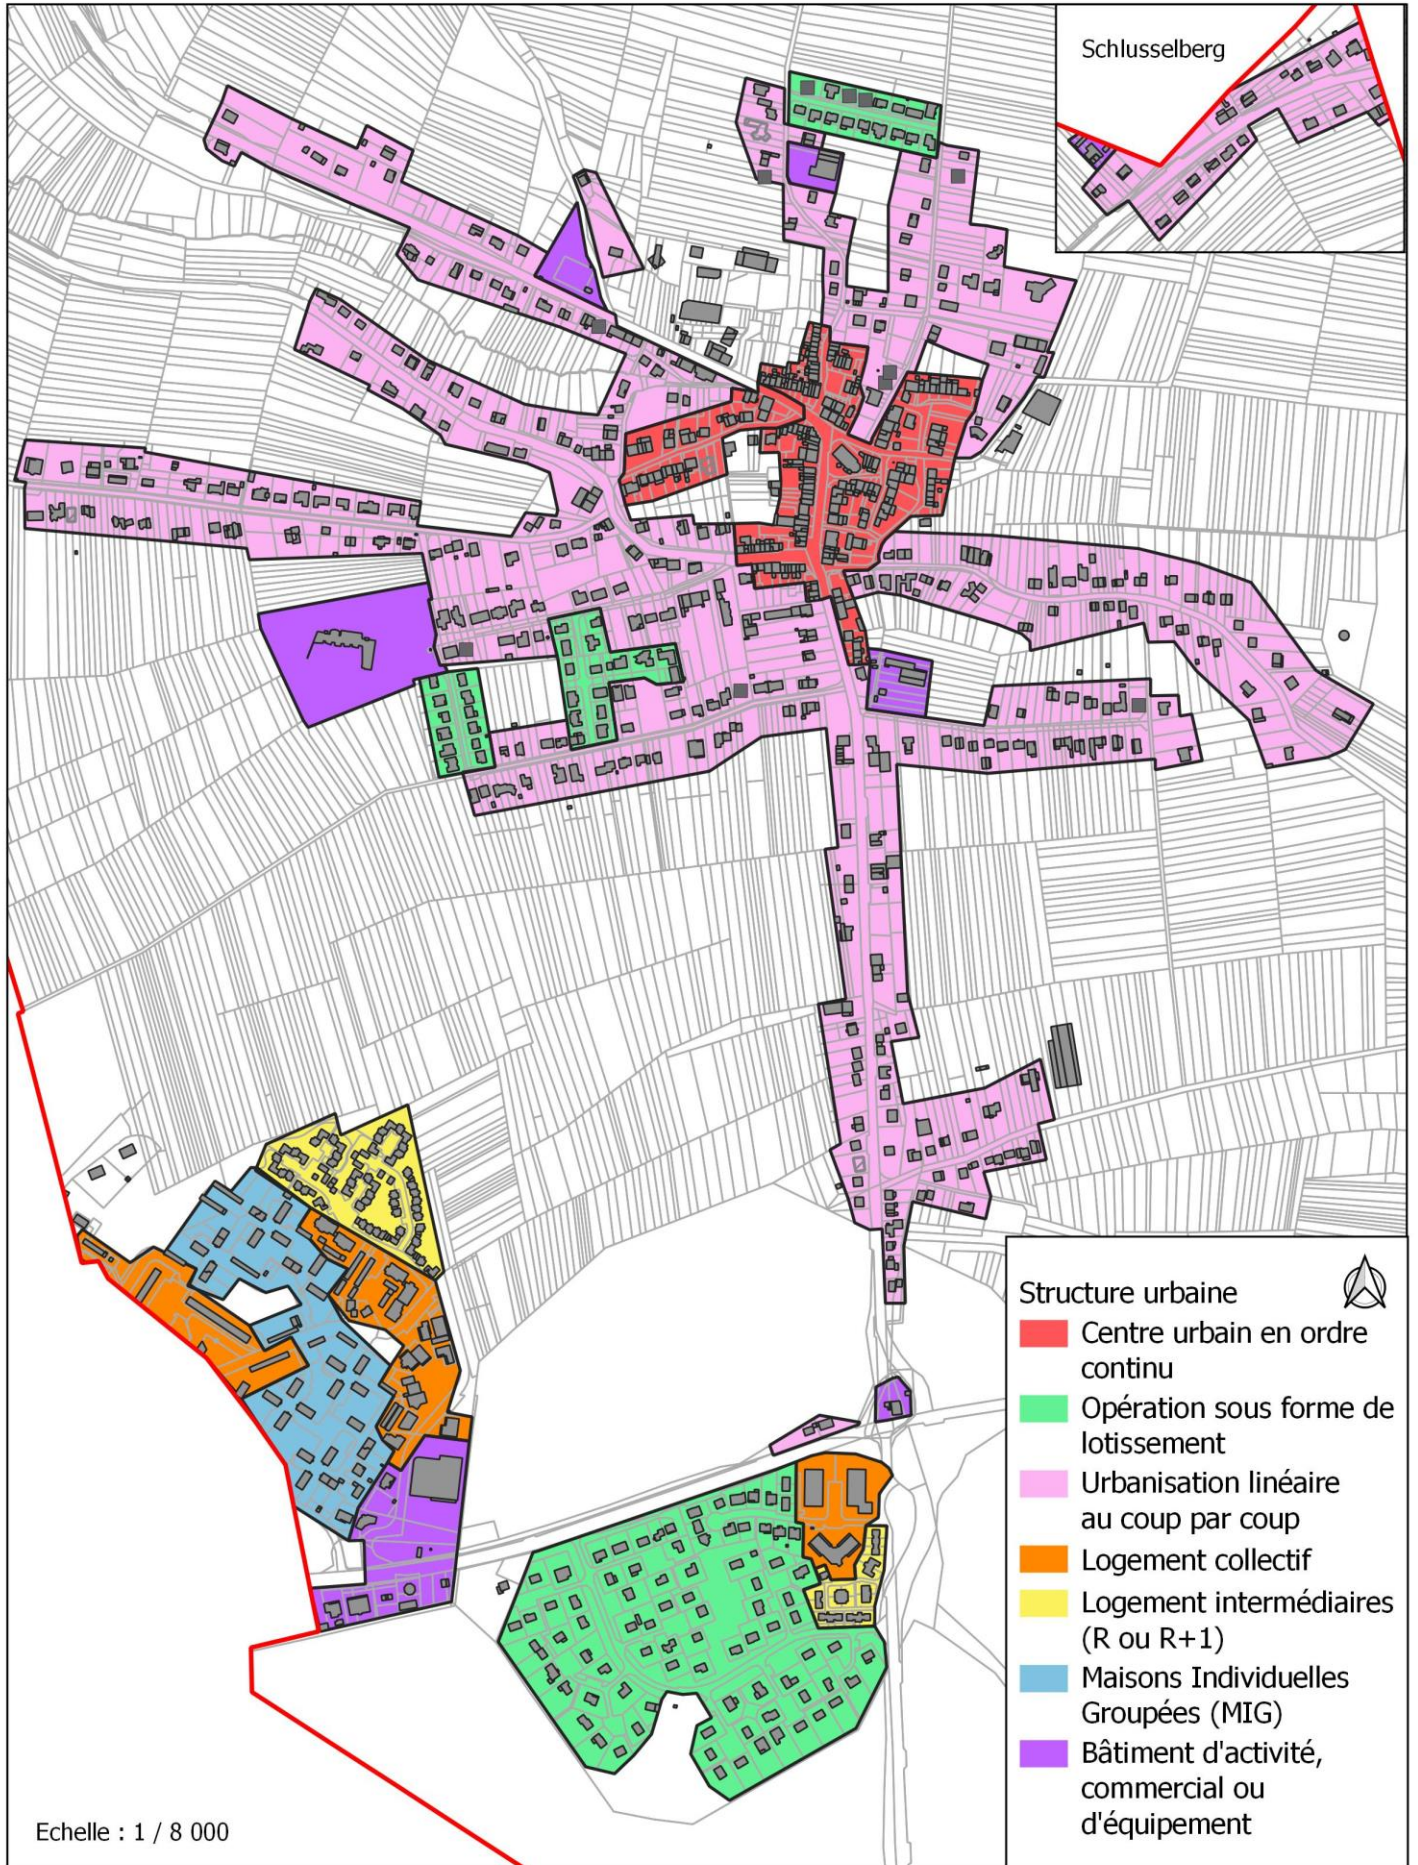 Schlusselberg
Structure urbaine
Centre urbain en ordre
continu
Opération sous forme de
lotissement
Urbanisation linéaire
au coup par coup
Logement collectif
Logement intermédiaires
(R ou R+1)
Maisons Individuelles
Groupées (MIG)
Bâtiment d'activité,
commercial ou
d'équipement
Echelle : 1 / 8 000